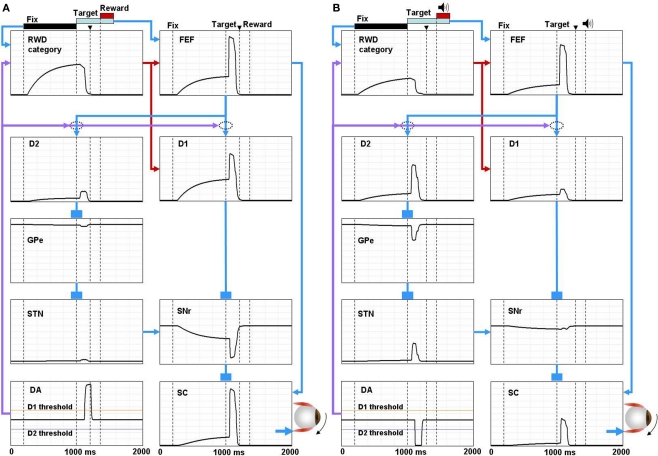 A
Fix
Target
Reward
Fix
Target
Reward
RWD
category
FEF
D2
D1
GPe
STN
SNr
DA
D1 threshold
D2 threshold
SC
0
1000 ms
2000
0
1000 ms
2000
B
Fix
Target
Fix
Target
RWD
category
FEF
D2
D1
GPe
STN
SNr
DA
D1 threshold
D2 threshold
SC
0
1000 ms
2000
0
1000 ms
2000